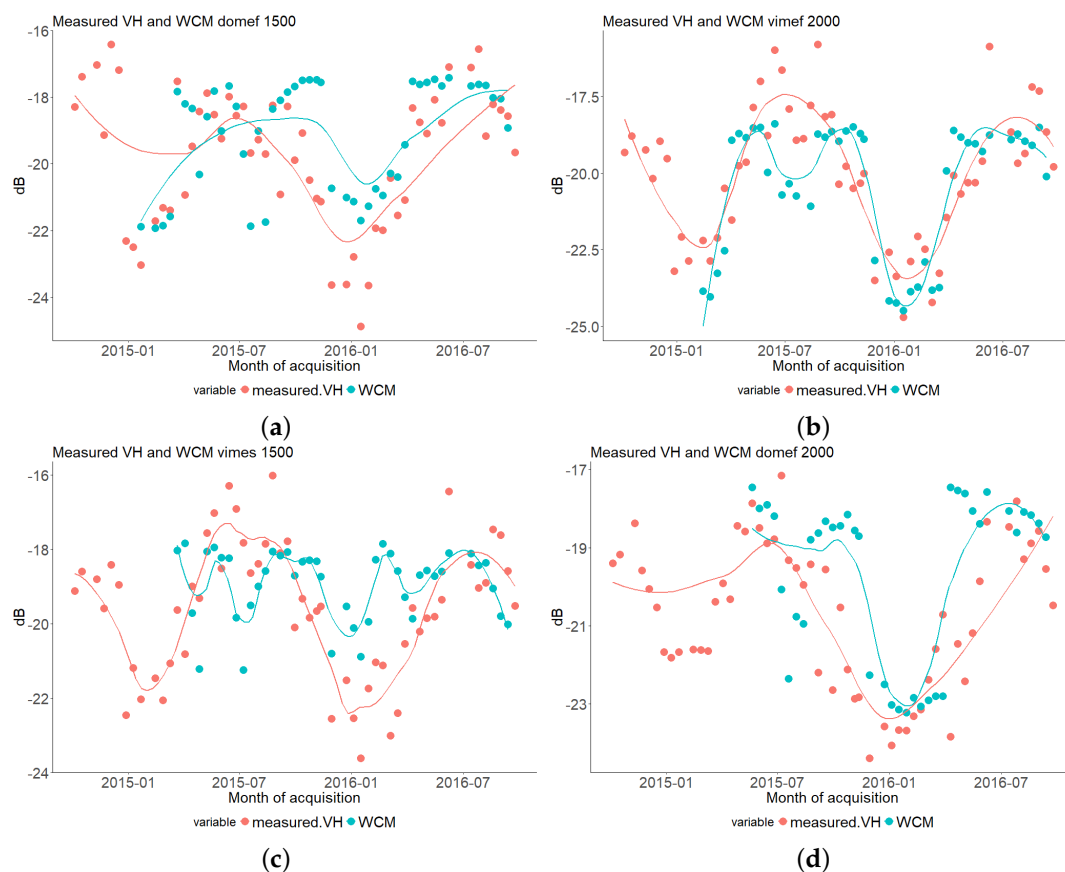 Measured VH and WCM domef 1500
-16
-18
-20
-22
-24
dB
2015-01 2015-07 2016-01 2016-07
Month of acquisition
variable measured.VH WCM
(a)
Measured VH and WCM vimef 2000
-17.5
-20.0
-22.5
-25.0
dB
2015-01 2015-07 2016-01 2016-07
Month of acquisition
variable measured.VH WCM
(b)
Measured VH and WCM vimes 1500
-16
-18
-20
-22
-24
dB
2015-01 2015-07 2016-01 2016-07
Month of acquisition
variable measured.VH WCM
(c)
Measured VH and WCM domef 2000
-17
-19
-21
-23
dB
2015-01 2015-07 2016-01 2016-07
Month of acquisition
variable measured.VH WCM
(d)